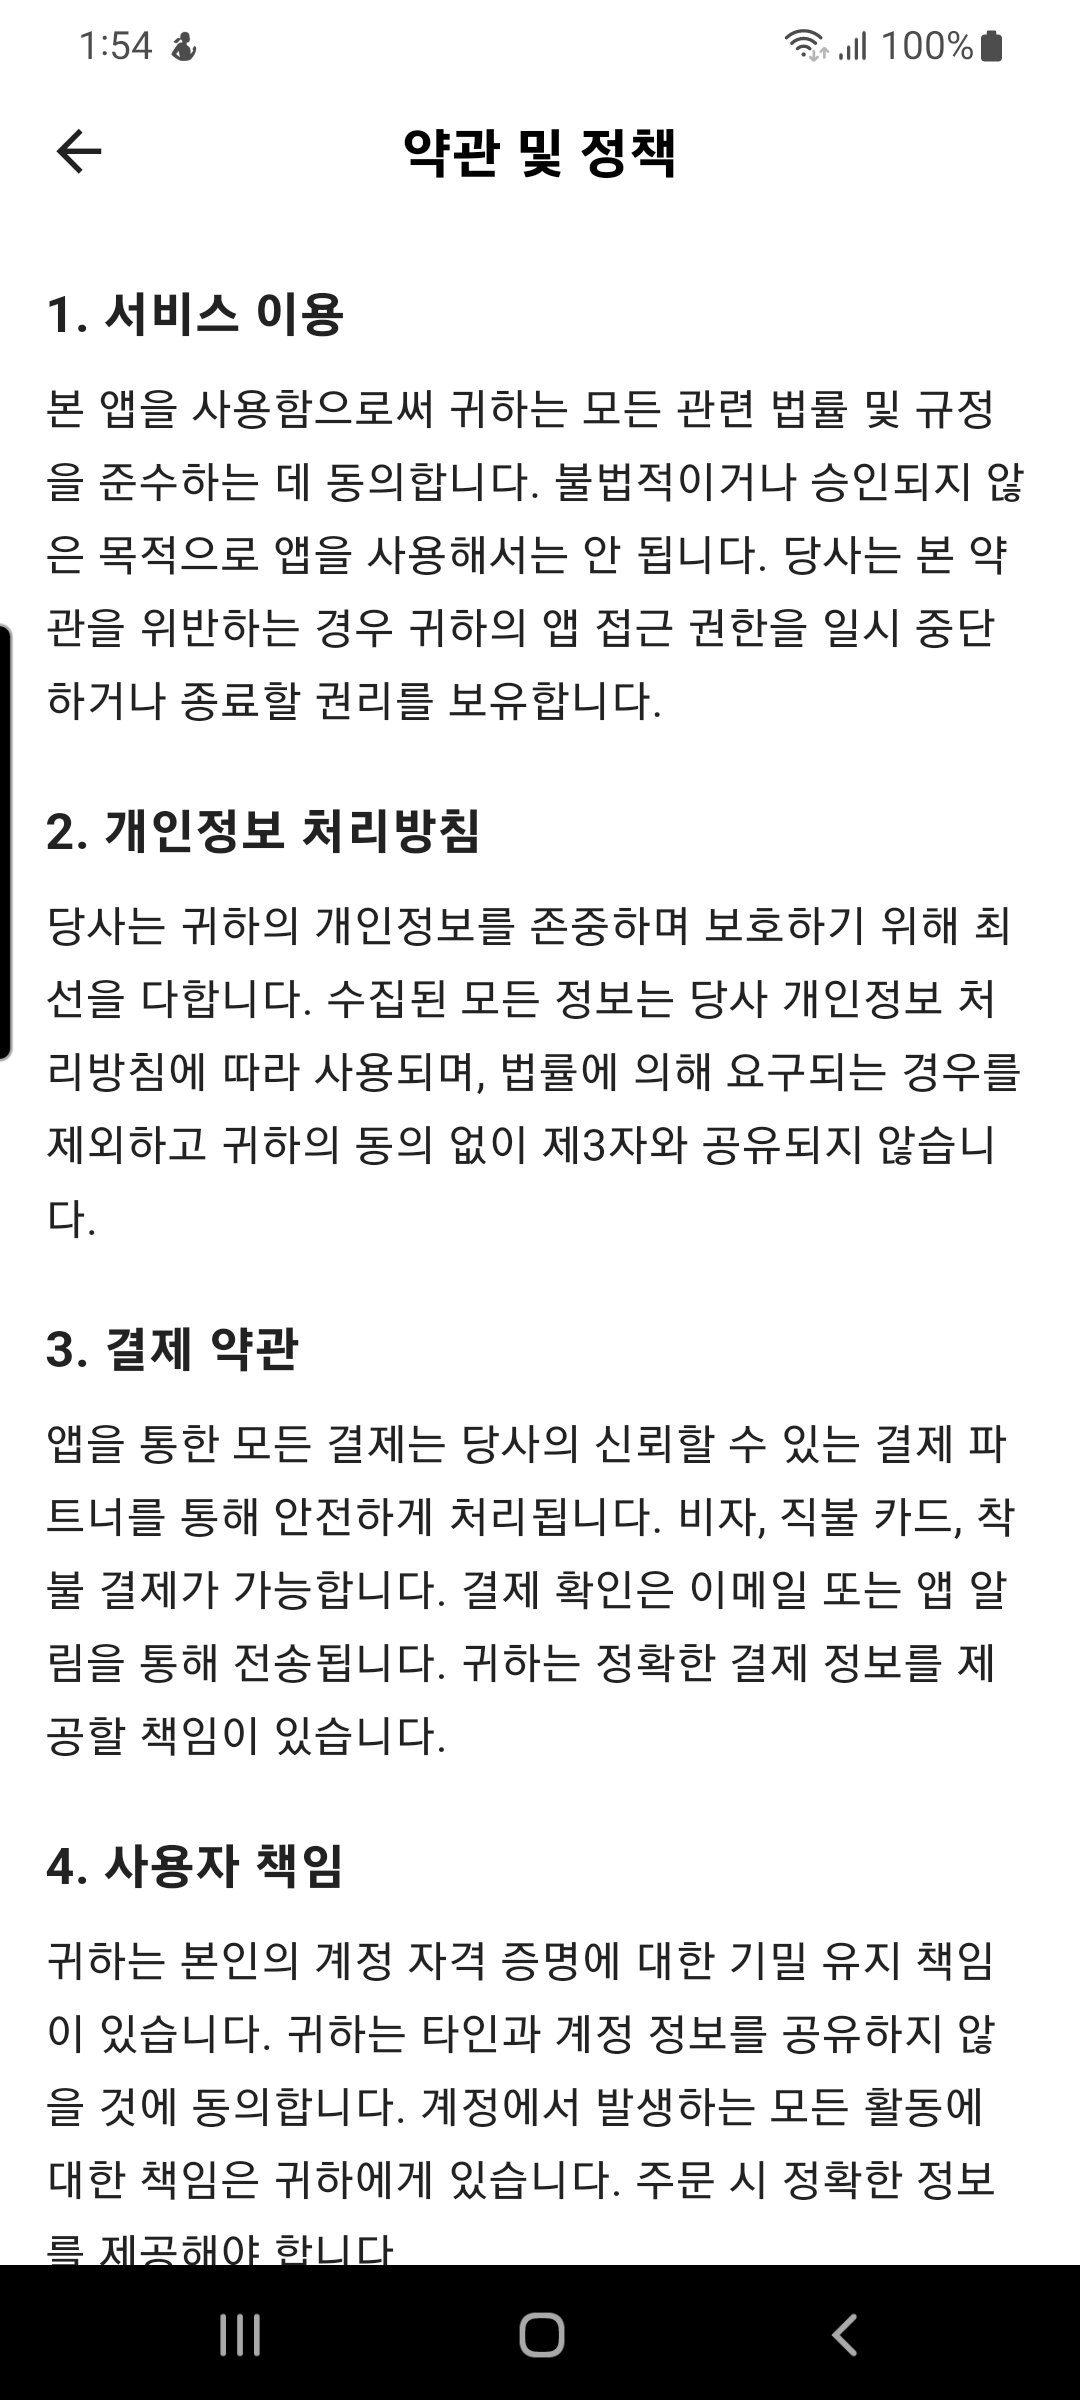 1:54
100%
약관 및 정책
1. 서비스 이용
본 앱을 사용함으로써 귀하는 모든 관련 법률 및 규정
을 준수하는 데 동의합니다. 불법적이거나 승인되지 않
은 목적으로 앱을 사용해서는 안 됩니다. 당사는 본 약
관을 위반하는 경우 귀하의 앱 접근 권한을 일시 중단
하거나 종료할 권리를 보유합니다.
2. 개인정보 처리방침
당사는 귀하의 개인정보를 존중하며 보호하기 위해 최
선을 다합니다. 수집된 모든 정보는 당사 개인정보 처
리방침에 따라 사용되며, 법률에 의해 요구되는 경우를
제외하고 귀하의 동의 없이 제3자와 공유되지 않습니
다.
3. 결제 약관
앱을 통한 모든 결제는 당사의 신뢰할 수 있는 결제 파
트너를 통해 안전하게 처리됩니다. 비자, 직불 카드, 착
불 결제가 가능합니다. 결제 확인은 이메일 또는 앱 알
림을 통해 전송됩니다. 귀하는 정확한 결제 정보를 제
공할 책임이 있습니다.
4. 사용자 책임
귀하는 본인의 계정 자격 증명에 대한 기밀 유지 책임
이 있습니다. 귀하는 타인과 계정 정보를 공유하지 않
을 것에 동의합니다. 계정에서 발생하는 모든 활동에
대한 책임은 귀하에게 있습니다. 주문 시 정확한 정보
를 제공해야 합니다